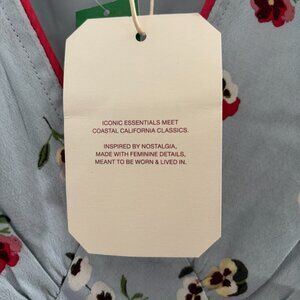 ICONIC ESSENTIALS MEET
COASTAL CALIFORNIA CLASSICS.
INSPIRED BY NOSTALGIA,
MADE WITH FEMININE DETAILS,
MEANT TO BE WORN & LIVED IN.